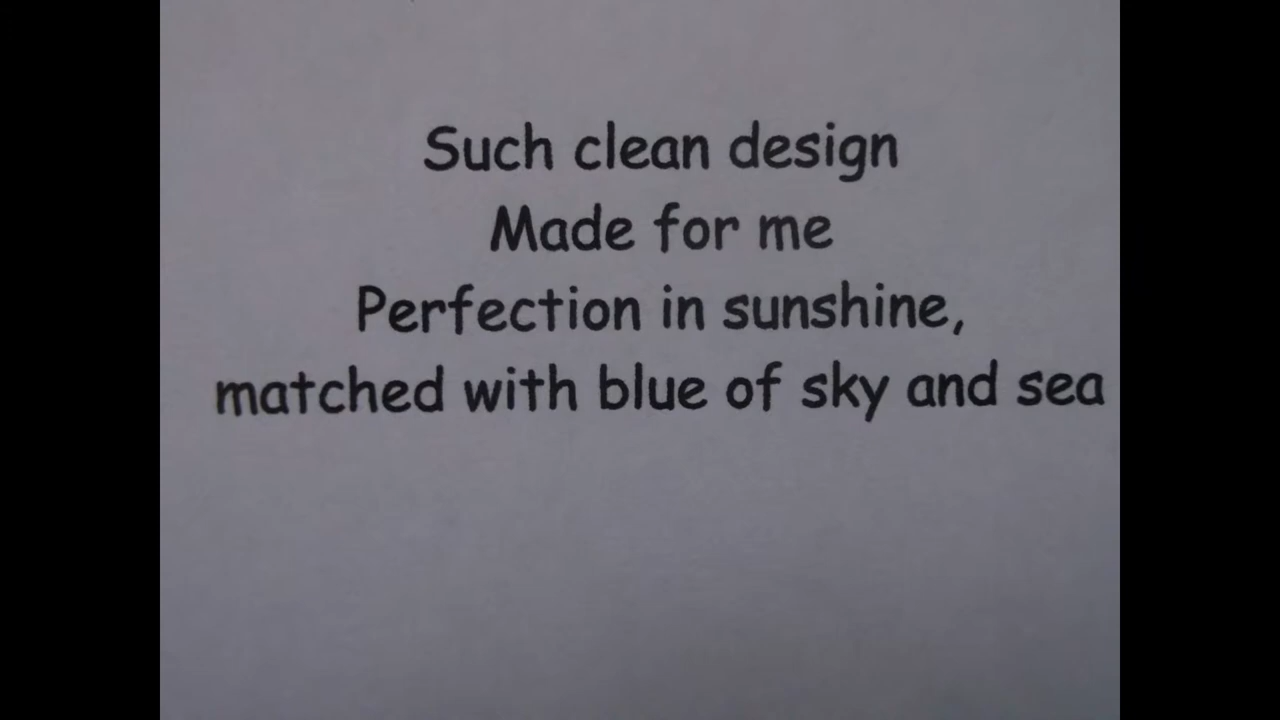 Such clean design
Made for me
Perfection in sunshine,
matched with blue of sky and sea